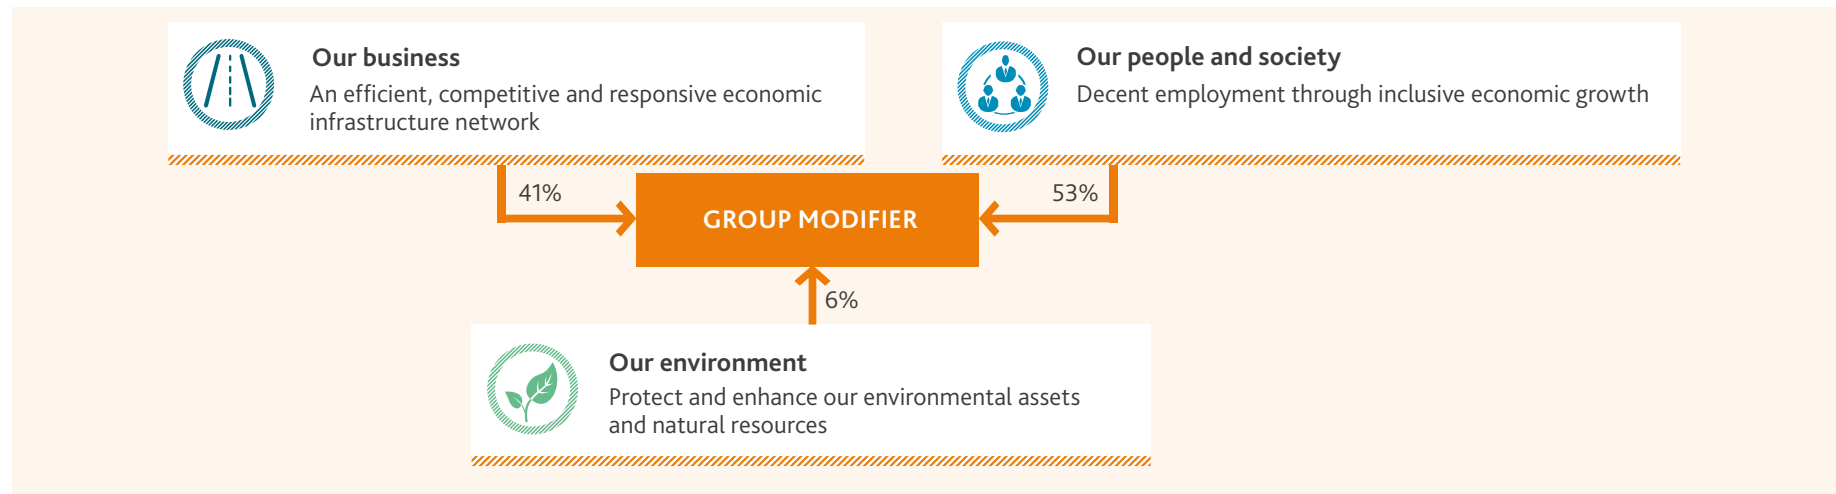 Our business
An efficient, competitive and responsive economic
infrastructure network
Our people and society
Decent employment through inclusive economic growth
41%
GROUP MODIFIER
53%
6%
Our environment
Protect and enhance our environmental assets
and natural resources